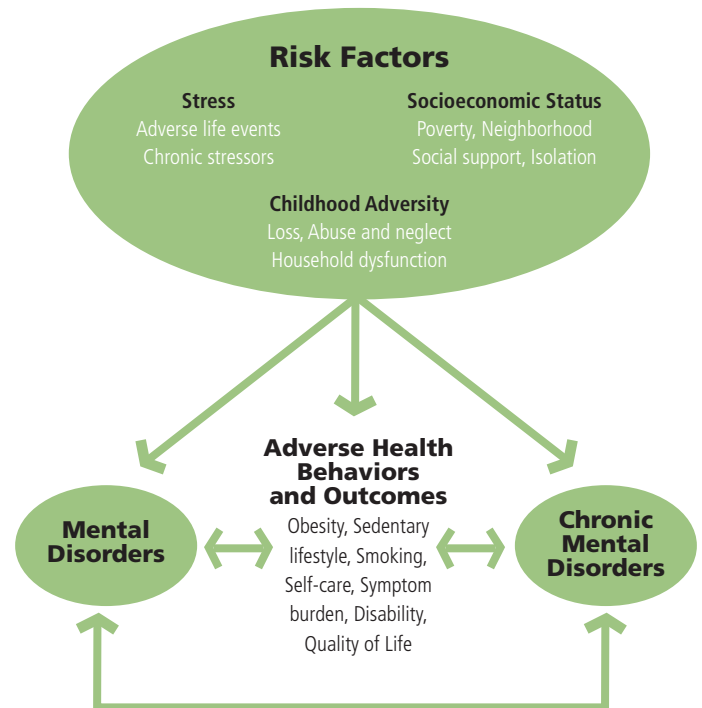 Risk Factors
Stress
Adverse life events
Chronic stressors
Socioeconomic Status
Poverty, Neighborhood
Social support, Isolation
Childhood Adversity
Loss, Abuse and neglect
Household dysfunction
Mental
Disorders
Adverse Health
Behaviors
and Outcomes
Obesity, Sedentary
lifestyle, Smoking,
Self-care, Symptom
burden, Disability,
Quality of Life
Chronic
Mental
Disorders